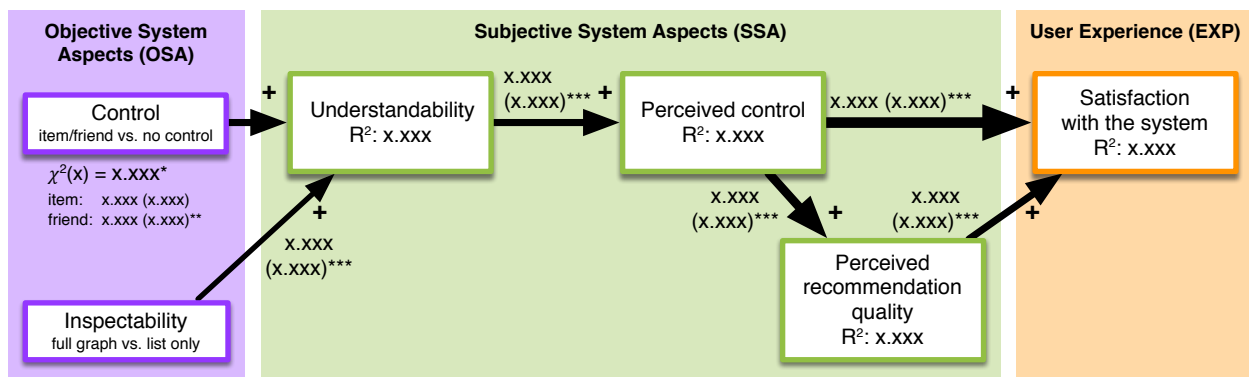 Objective System
Aspects (OSA)
Control
item/friend vs. no control
χ²(x) = x.xxx*
item: x.xxx (x.xxx)
friend: x.xxx (x.xxx)**
Inspectability
full graph vs. list only
+
+
x.xxx
(x.xxx)***
Subjective System Aspects (SSA)
Understandability
R²: x.xxx
x.xxx
(x.xxx)***
+
Perceived control
R²: x.xxx
x.xxx
(x.xxx)***
+
Perceived
recommendation
quality
R²: x.xxx
x.xxx (x.xxx)***
+
x.xxx
(x.xxx)***
+
User Experience (EXP)
Satisfaction
with the system
R²: x.xxx